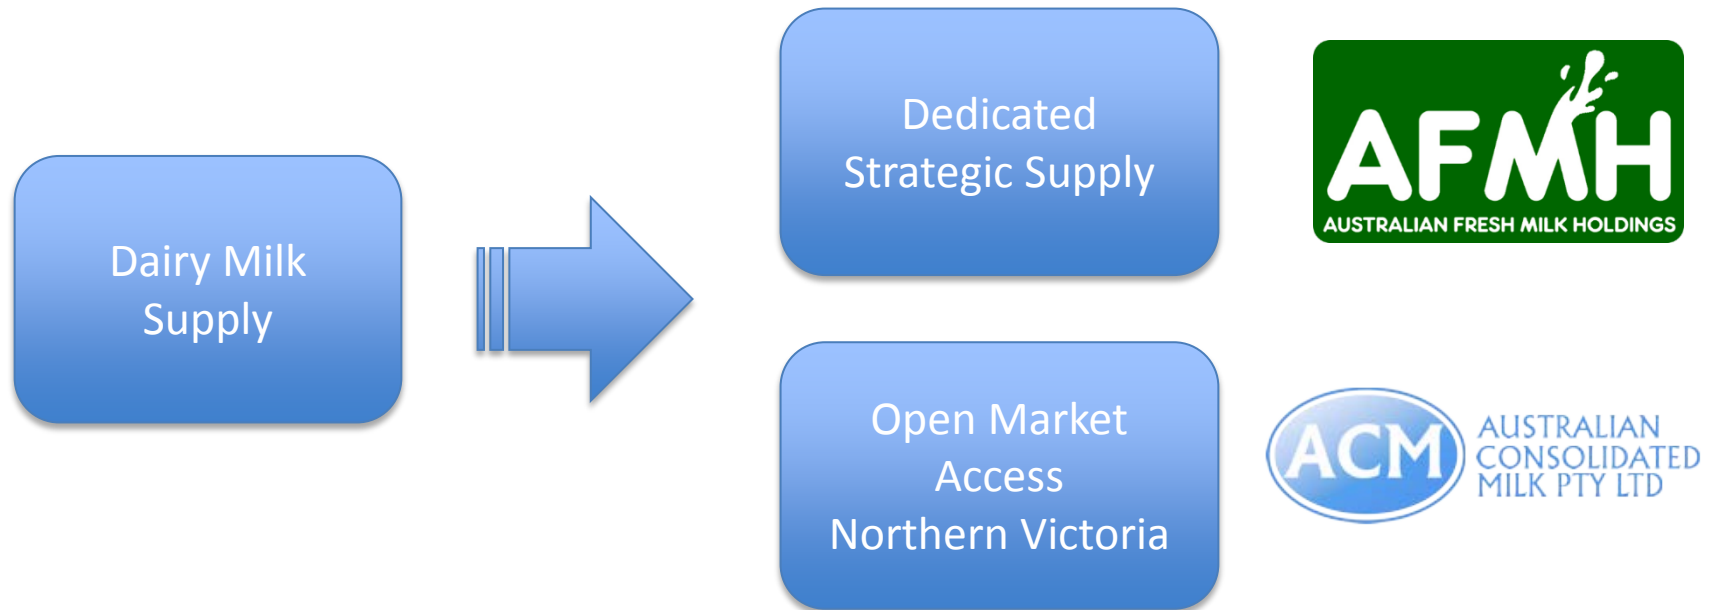 Dairy Milk
Supply
Dedicated
Strategic Supply
AFMH
AUSTRALIAN FRESH MILK HOLDINGS
Open Market
Access
Northern Victoria
ACM
AUSTRALIAN
CONSOLIDATED
MILK PTY LTD